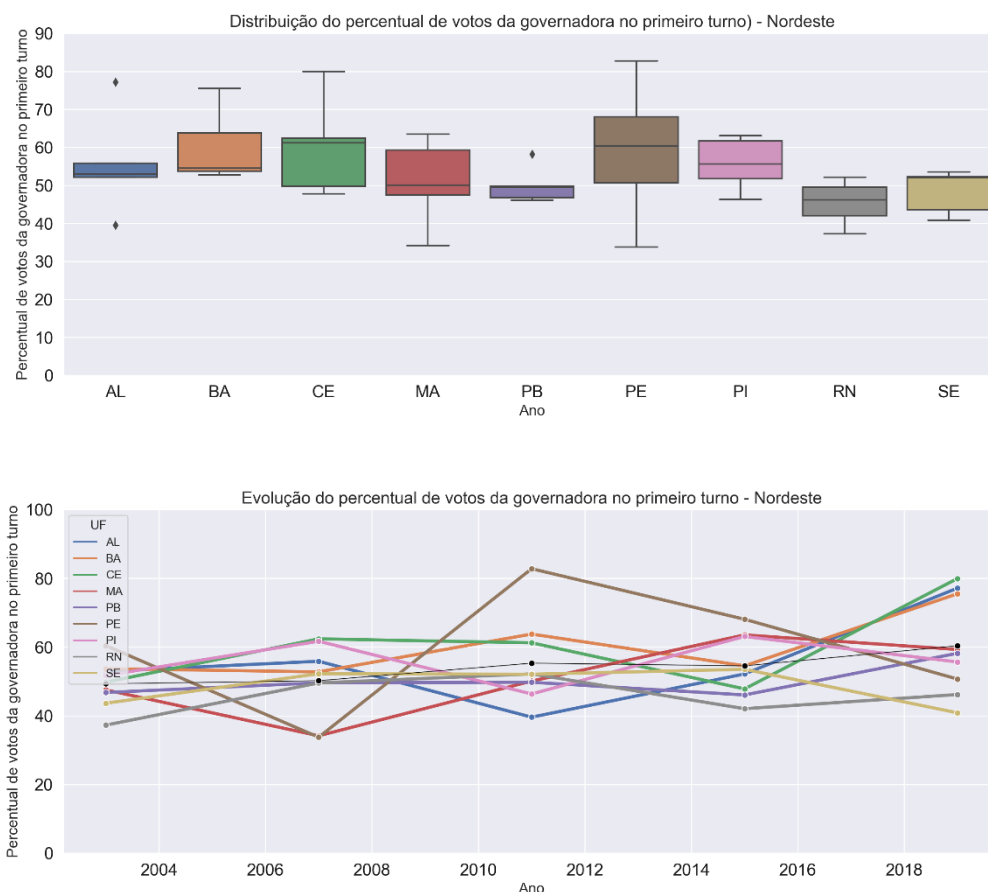 Distribuição do percentual de votos da governadora no primeiro turno) - Nordeste
Percentual de votos da governadora no primeiro turno
90
80
70
60
50
40
30
20
10
0
AL BA CE MA PB PE PI RN SE
Ano
Evolução do percentual de votos da governadora no primeiro turno - Nordeste
Percentual de votos da governadora no primeiro turno
100
80
60
40
20
0
UF
AL
BA
CE
MA
PB
PE
PI
RN
SE
2004 2006 2008 2010 2012 2014 2016 2018
Ano